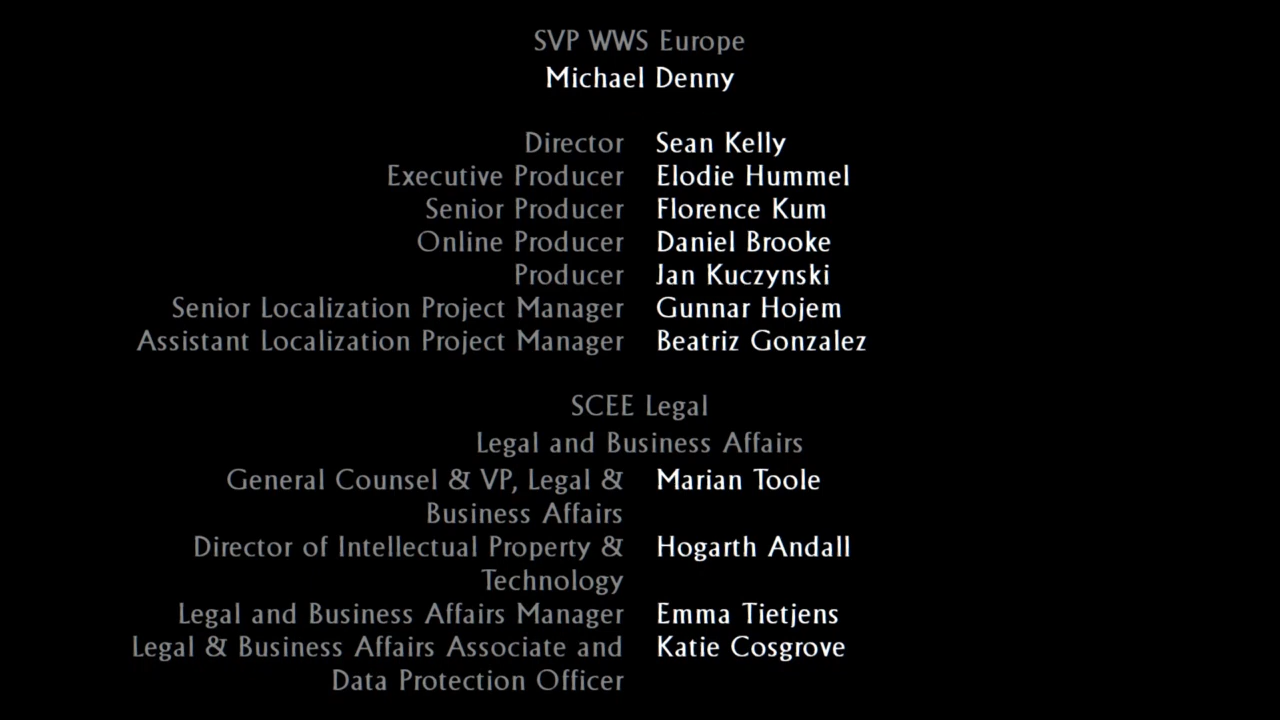 SVP WWS Europe
Michael Denny
Director Sean Kelly
Executive Producer Elodie Hummel
Senior Producer Florence Kum
Online Producer Daniel Brooke
Producer Jan Kuczynski
Senior Localization Project Manager Gunnar Hojem
Assistant Localization Project Manager Beatriz Gonzalez
SCEE Legal
Legal and Business Affairs
General Counsel & VP, Legal & Marian Toole
Business Affairs
Director of Intellectual Property & Hogarth Andall
Technology
Legal and Business Affairs Manager Emma Tietjens
Legal & Business Affairs Associate and Katie Cosgrove
Data Protection Officer